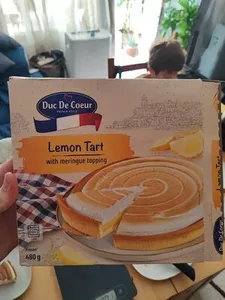 Duc De Coeur
Lemon Tart
with meringue topping
480 g